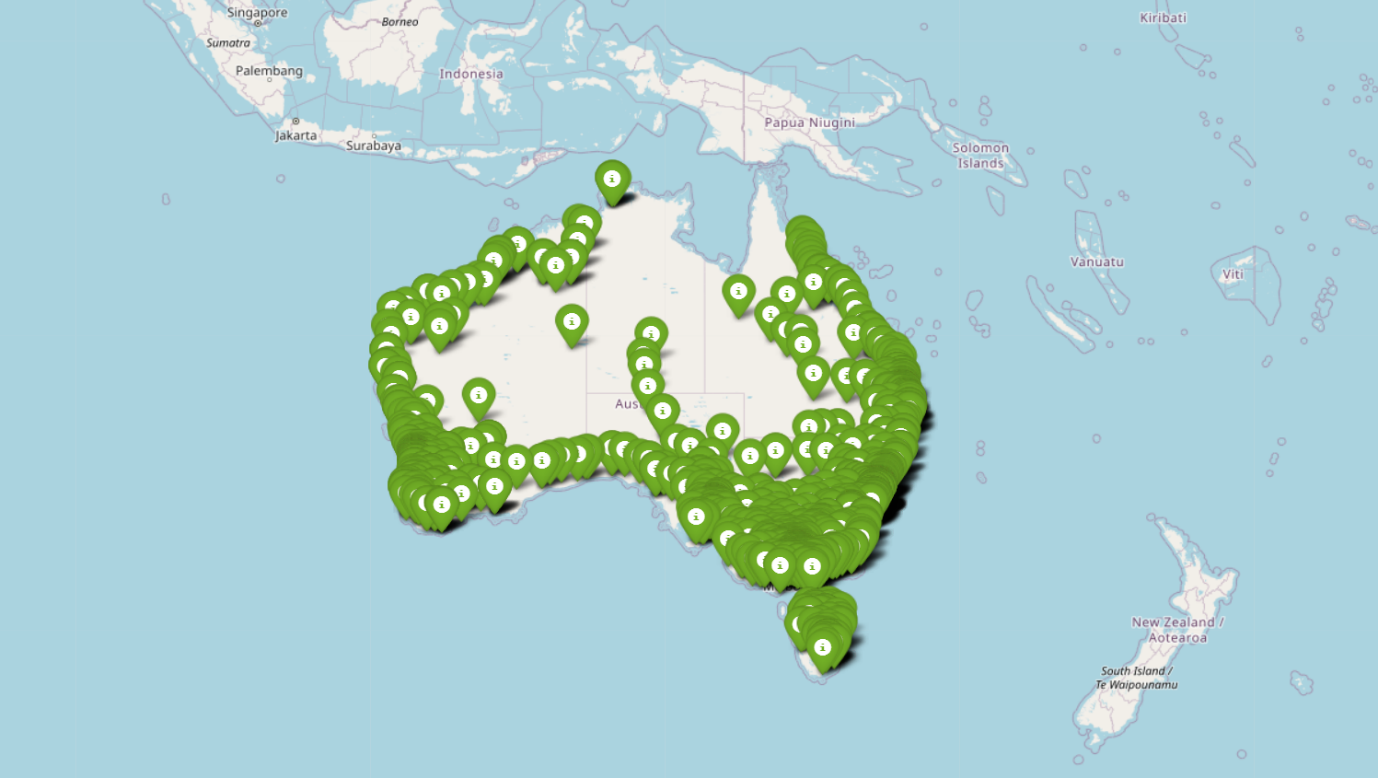 Singapore
Borneo
Kiribati
Sumatra
Palembang
Indonesia
Papua Niugini
Jakarta
Surabaya
Solomon
Islands
Vanuatu
Viti
New Zealand /
Aotearoa
South Island /
Te Waipounamu